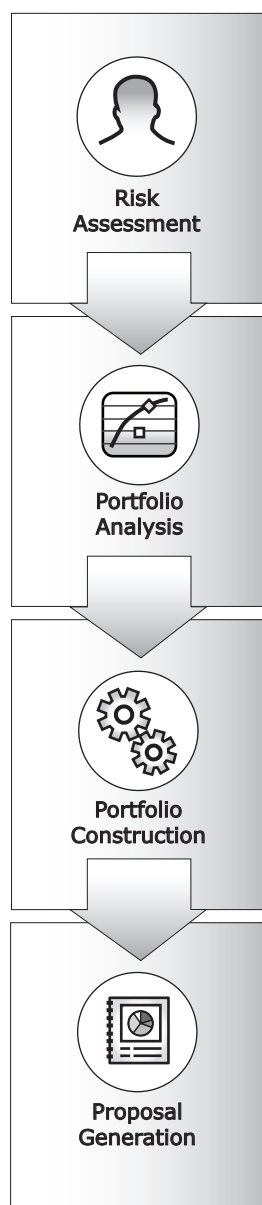 Risk
Assessment
Portfolio
Analysis
Portfolio
Construction
Proposal
Generation